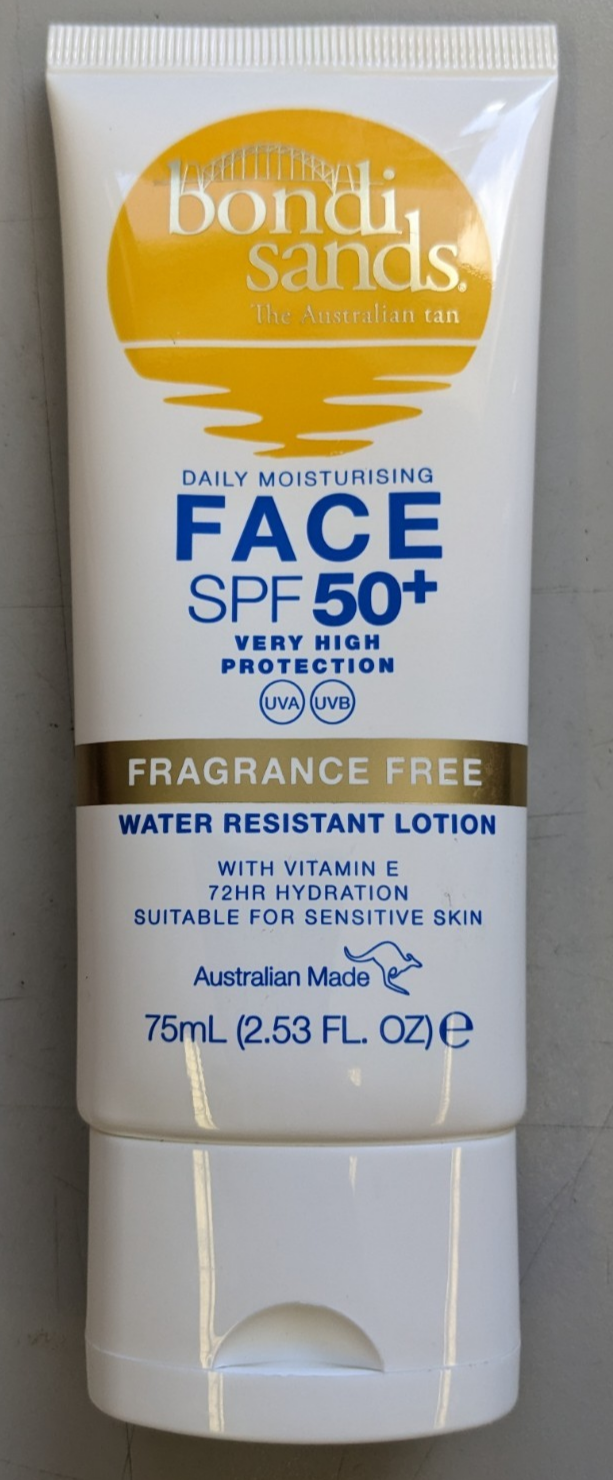 bondi
sands.
The Australian tan
DAILY MOISTURISING
FACE
SPF 50+
VERY HIGH
PROTECTION
UVA UVB
FRAGRANCE FREE
WATER RESISTANT LOTION
WITH VITAMIN E
72HR HYDRATION
SUITABLE FOR SENSITIVE SKIN
Australian Made
75mL (2.53 FL. OZ) ℮